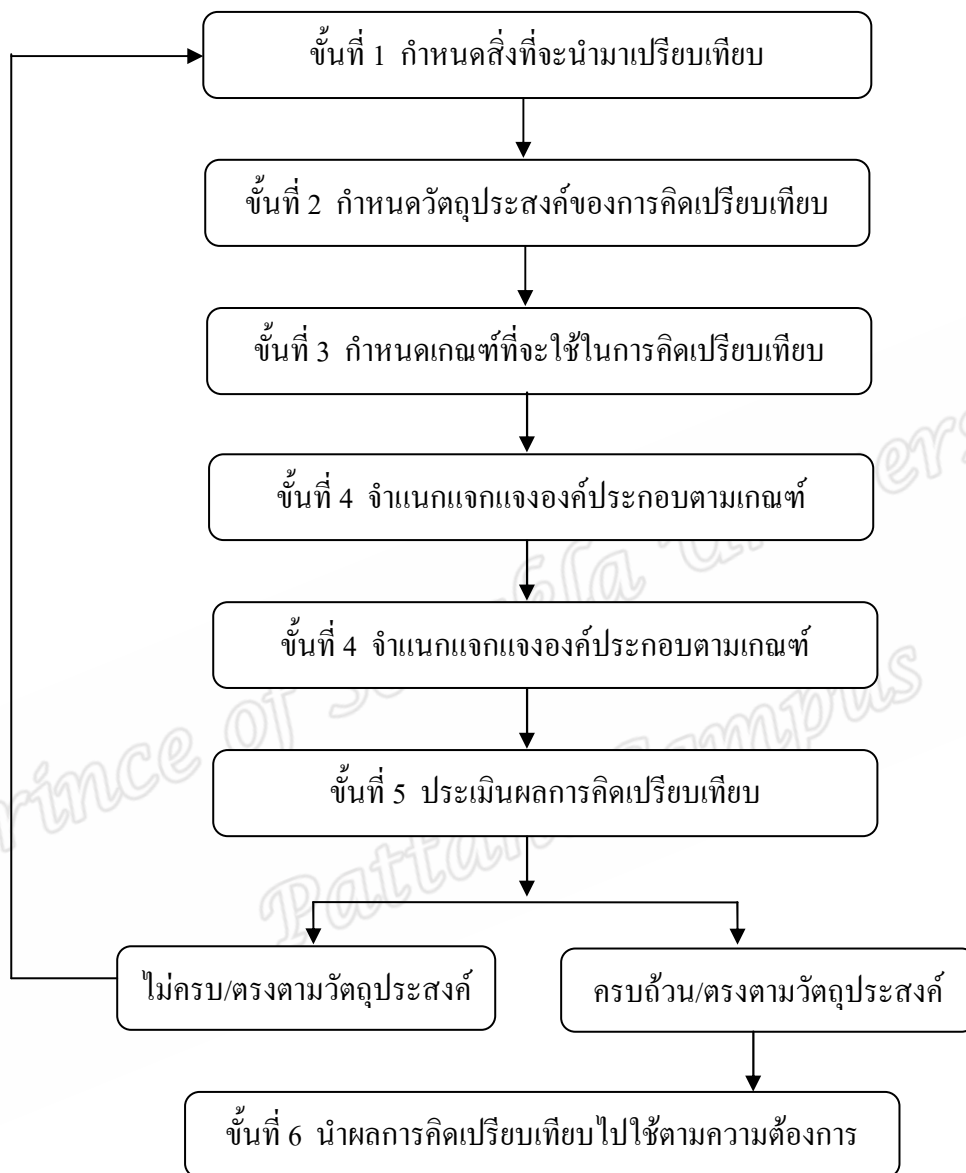 ขั้นที่ 1 กำหนดสิ่งที่จะนำมาเปรียบเทียบ
ขั้นที่ 2 กำหนดวัตถุประสงค์ของการคิดเปรียบเทียบ
ขั้นที่ 3 กำหนดเกณฑ์ที่จะใช้ในการคิดเปรียบเทียบ
ขั้นที่ 4 จำแนกแจกแจงองค์ประกอบตามเกณฑ์
ขั้นที่ 4 จำแนกแจกแจงองค์ประกอบตามเกณฑ์
ขั้นที่ 5 ประเมินผลการคิดเปรียบเทียบ
ไม่ครบ/ตรงตามวัตถุประสงค์
ครบถ้วน/ตรงตามวัตถุประสงค์
ขั้นที่ 6 นำผลการคิดเปรียบเทียบไปใช้ตามความต้องการ